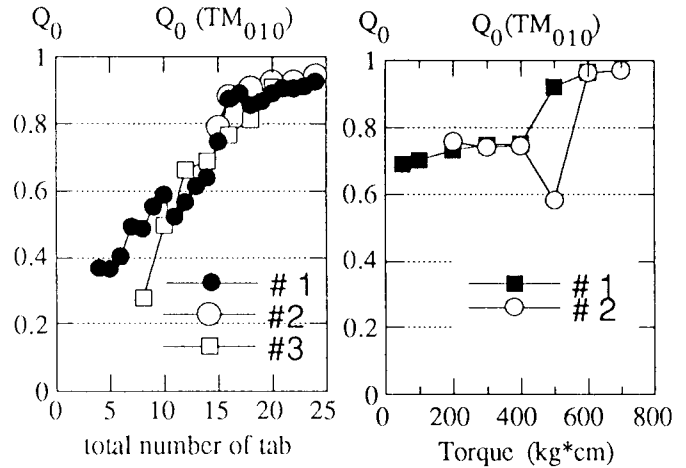 Q0 Q0 (TM010)
1
0.8
0.6
0.4
0.2
0
# 1
#2
#3
0 5 10 15 20 25
total number of tab
Q0 Q0(TM010)
1
0.8
0.6
0.4
0.2
0
# 1
# 2
0 200 400 600 800
Torque (kg*cm)